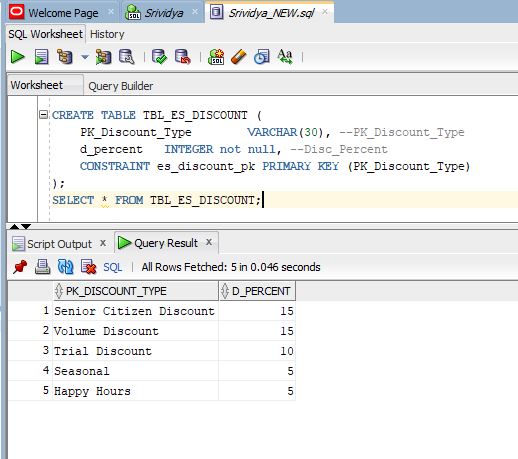 Welcome Page Srividya Srividya_NEW.sql
SQL Worksheet History
Worksheet Query Builder
CREATE TABLE TBL_ES_DISCOUNT (
PK_Discount_Type VARCHAR(30), --PK_Discount_Type
d_percent INTEGER not null, --Disc_Percent
CONSTRAINT es_discount_pk PRIMARY KEY (PK_Discount_Type)
);
SELECT * FROM TBL_ES_DISCOUNT;
Script Output x Query Result x
SQL | All Rows Fetched: 5 in 0.046 seconds
PK_DISCOUNT_TYPE D_PERCENT
1 Senior Citizen Discount 15
2 Volume Discount 15
3 Trial Discount 10
4 Seasonal 5
5 Happy Hours 5